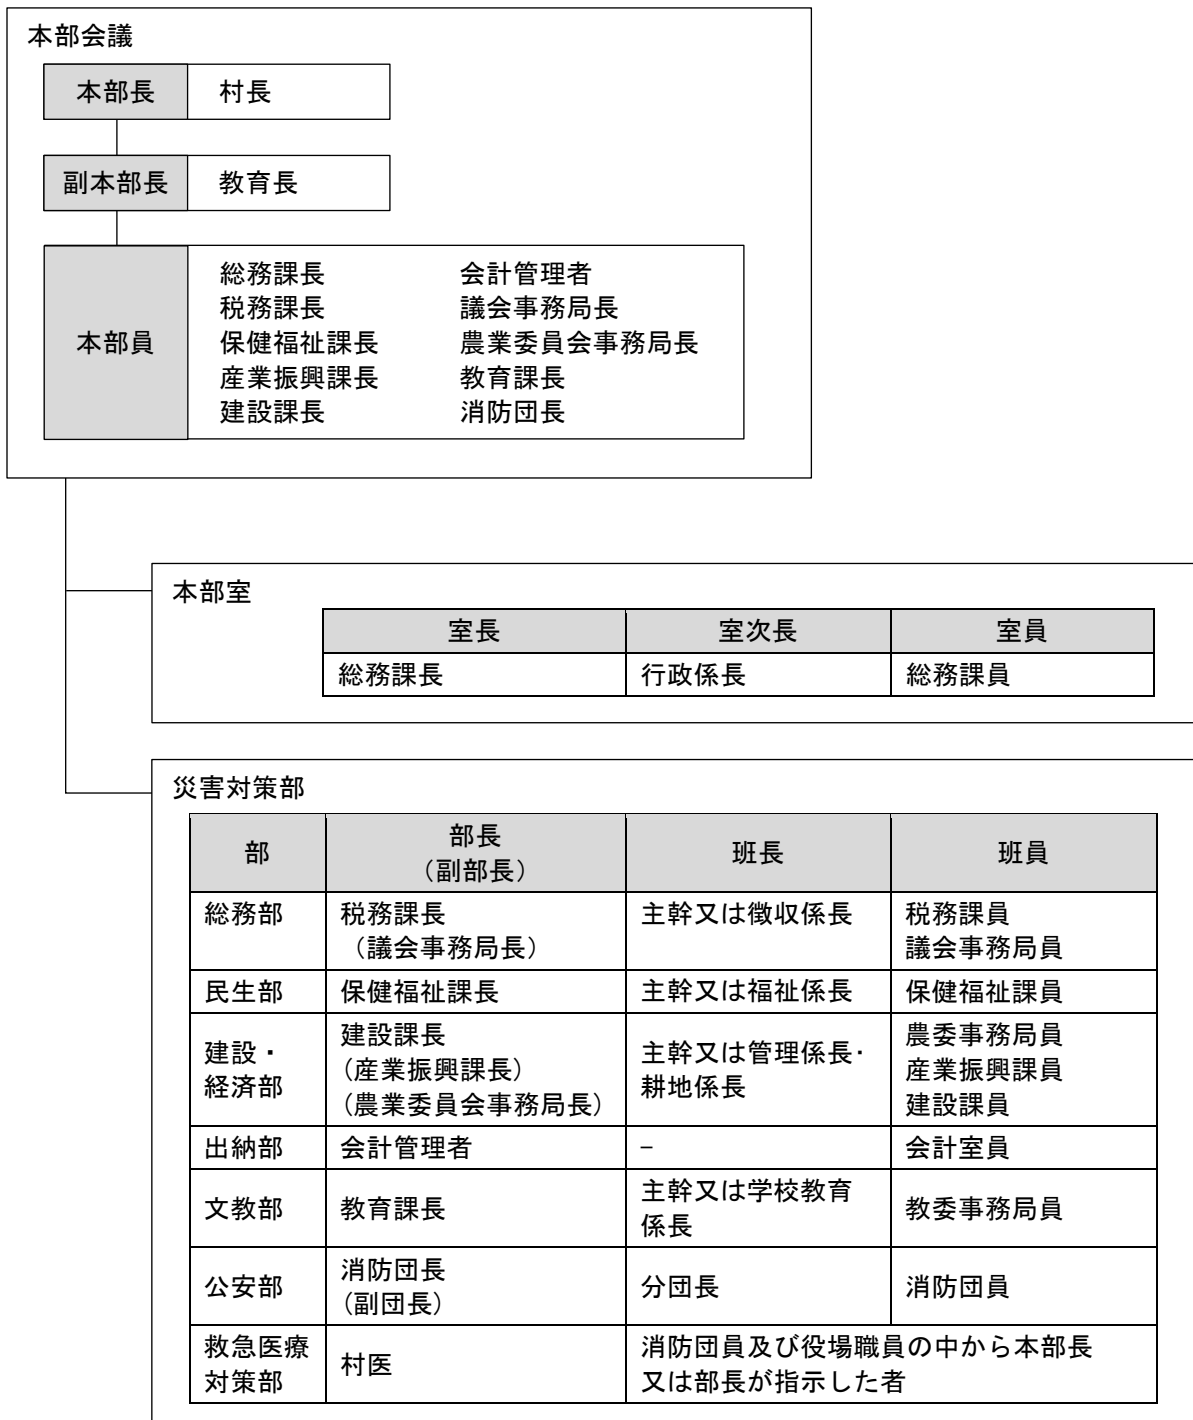 本部会議
本部長 村長
副本部長 教育長
本部員
総務課長 会計管理者
税務課長 議会事務局長
保健福祉課長 農業委員会事務局長
産業振興課長 教育課長
建設課長 消防団長
本部室
室長 室次長 室員
総務課長 行政係長 総務課員
災害対策部
部 部長
（副部長） 班長 班員
総務部 税務課長 主幹又は徴収係長 税務課員
（議会事務局長） 議会事務局員
民生部 保健福祉課長 主幹又は福祉係長 保健福祉課員
建設・
経済部
建設課長
(産業振興課長)
(農業委員会事務局長)
主幹又は管理係長・
耕地係長
農委事務局員
産業振興課員
建設課員
出納部 会計管理者 － 会計室員
文教部 教育課長
主幹又は学校教育
係長
教委事務局員
公安部
消防団長
(副団長)
分団長 消防団員
救急医療
対策部
村医
消防団員及び役場職員の中から本部長
又は部長が指示した者